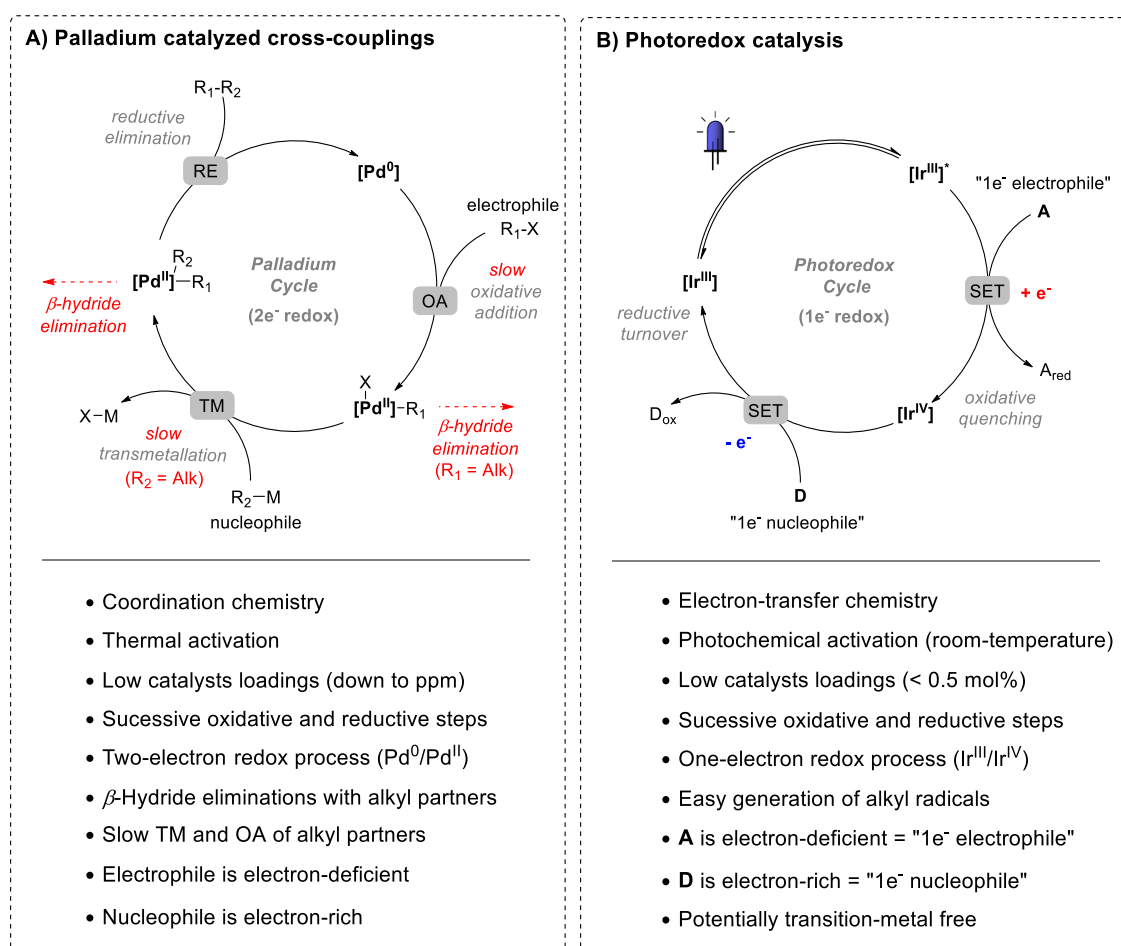 A) Palladium catalyzed cross-couplings
R₁-R₂
reductive
elimination
RE
[Pd⁰]
electrophile
R₁-X
slow
oxidative
addition
OA
Palladium
Cycle
(2e⁻ redox)
R₂
[Pdᴵᴵ]–R₁
β-hydride
elimination
X
[Pdᴵᴵ]-R₁
β-hydride
elimination
(R₁ = Alk)
TM
X–M
slow
transmetallation
(R₂ = Alk)
R₂–M
nucleophile
• Coordination chemistry
• Thermal activation
• Low catalysts loadings (down to ppm)
• Sucessive oxidative and reductive steps
• Two-electron redox process (Pd⁰/Pdᴵᴵ)
• β-Hydride eliminations with alkyl partners
• Slow TM and OA of alkyl partners
• Electrophile is electron-deficient
• Nucleophile is electron-rich
B) Photoredox catalysis
[Irᴵᴵᴵ]*
"1e⁻ electrophile"
A
[Irᴵᴵᴵ]
Photoredox
Cycle
(1e⁻ redox)
SET
+ e⁻
reductive
turnover
A_red
oxidative
quenching
[Irᴵⱽ]
SET
D_ox
- e⁻
D
"1e⁻ nucleophile"
• Electron-transfer chemistry
• Photochemical activation (room-temperature)
• Low catalysts loadings (< 0.5 mol%)
• Sucessive oxidative and reductive steps
• One-electron redox process (Irᴵᴵᴵ/Irᴵⱽ)
• Easy generation of alkyl radicals
• A is electron-deficient = "1e⁻ electrophile"
• D is electron-rich = "1e⁻ nucleophile"
• Potentially transition-metal free